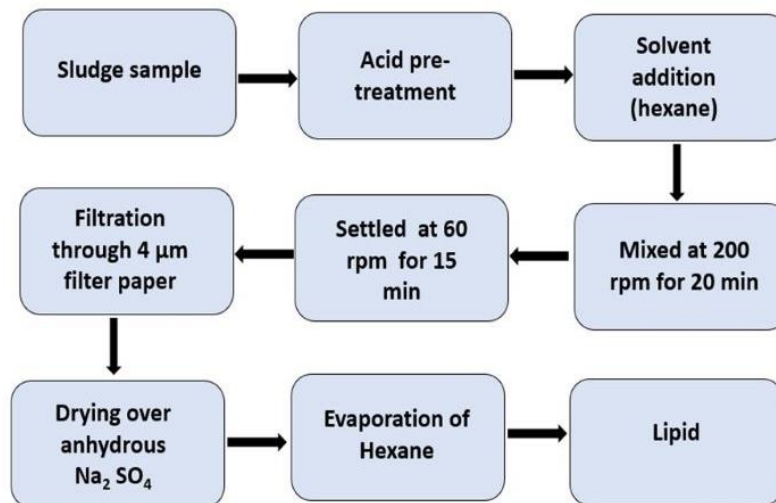 Sludge sample
Acid pre-
treatment
Solvent
addition
(hexane)
Mixed at 200
rpm for 20 min
Settled at 60
rpm for 15
min
Filtration
through 4 µm
filter paper
Drying over
anhydrous
Na₂ SO₄
Evaporation of
Hexane
Lipid